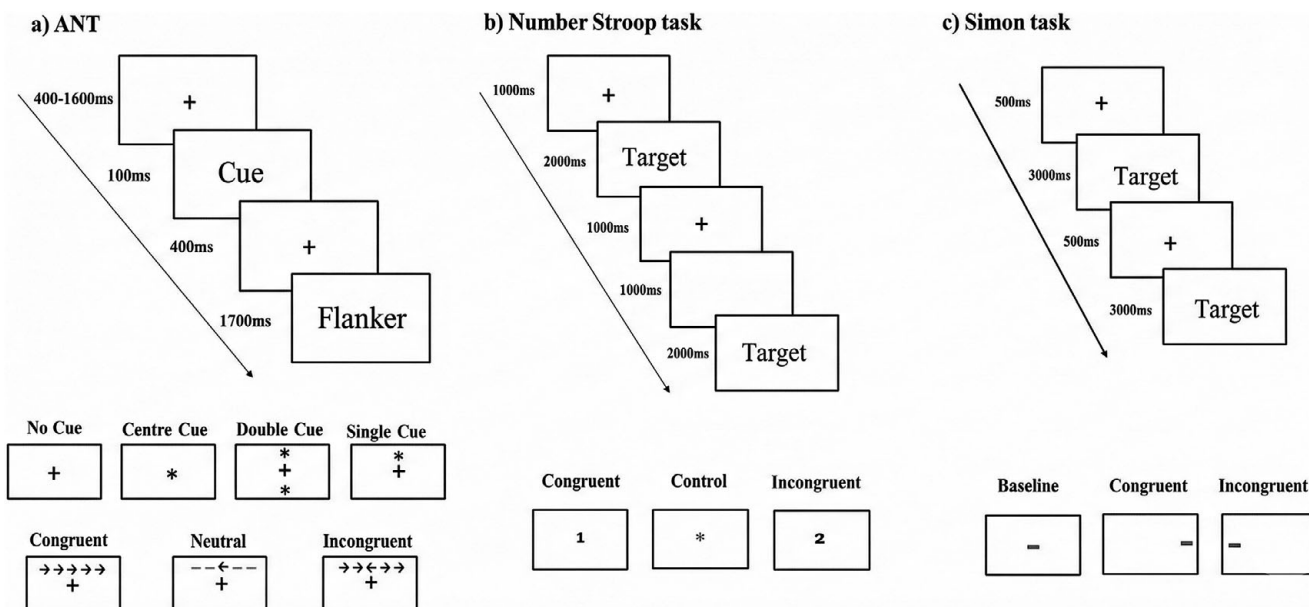 a) ANT
400-1600ms
+
100ms
Cue
400ms
+
1700ms
Flanker
No Cue
Centre Cue
Double Cue
Single Cue
+
*
*
+
*
*
+
Congruent
Neutral
Incongruent
→→→→→
+
——←——
+
→→←→→
+
b) Number Stroop task
1000ms
+
2000ms
Target
1000ms
+
1000ms
2000ms
Target
Congruent
Control
Incongruent
1
*
2
c) Simon task
500ms
+
3000ms
Target
500ms
+
3000ms
Target
Baseline
Congruent
Incongruent